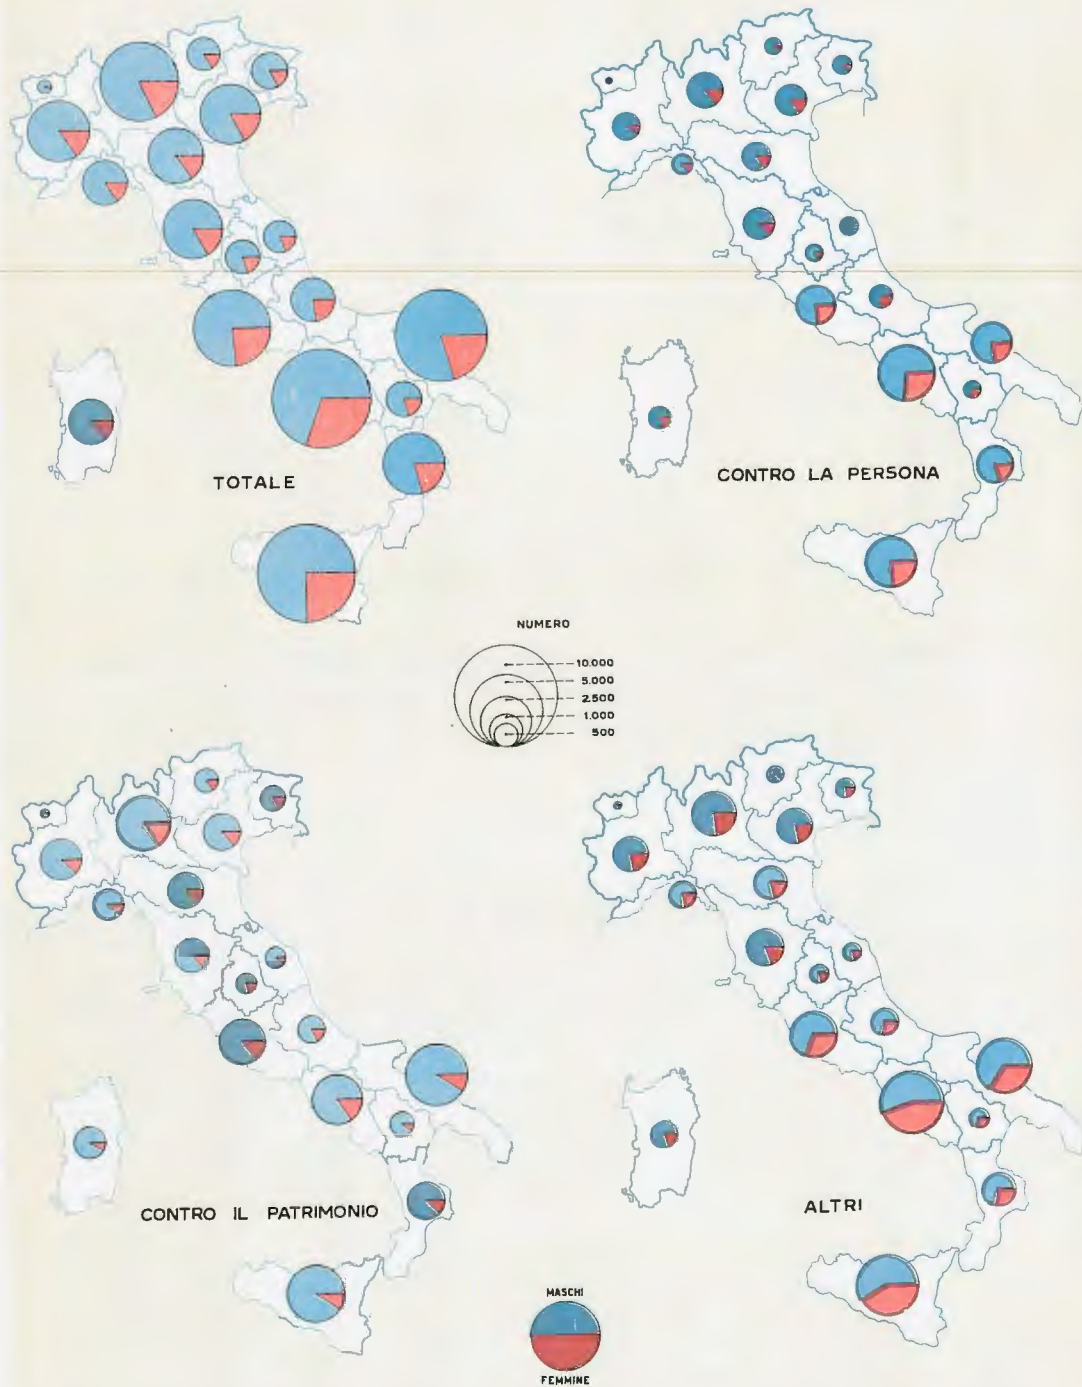 TOTALE
CONTRO LA PERSONA
NUMERO
10.000
5.000
2.500
1.000
500
CONTRO IL PATRIMONIO
ALTRI
MASCHI
FEMMINE